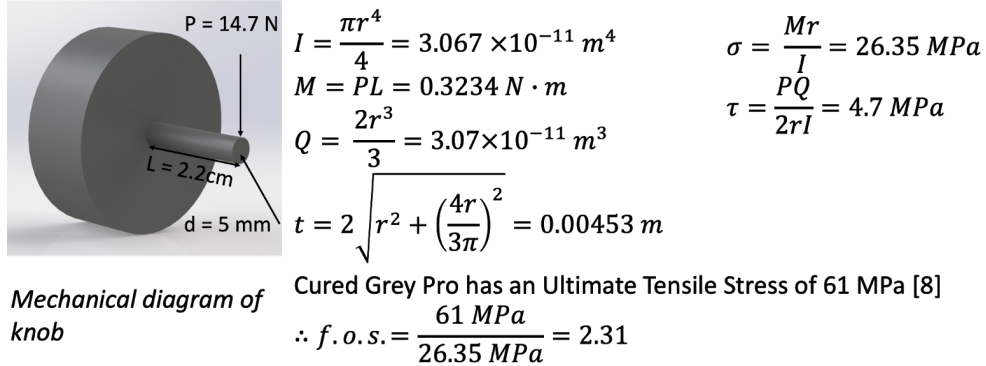 P = 14.7 N
L = 2.2cm
d = 5 mm
Mechanical diagram of
knob
I = πr⁴/4 = 3.067 ×10⁻¹¹ m⁴
M = PL = 0.3234 N · m
Q = 2r³/3 = 3.07×10⁻¹¹ m³
t = 2√(r² + (4r/3π)²) = 0.00453 m
σ = Mr/I = 26.35 MPa
τ = PQ/2rI = 4.7 MPa
Cured Grey Pro has an Ultimate Tensile Stress of 61 MPa [8]
∴ f.o.s.= 61 MPa/26.35 MPa = 2.31